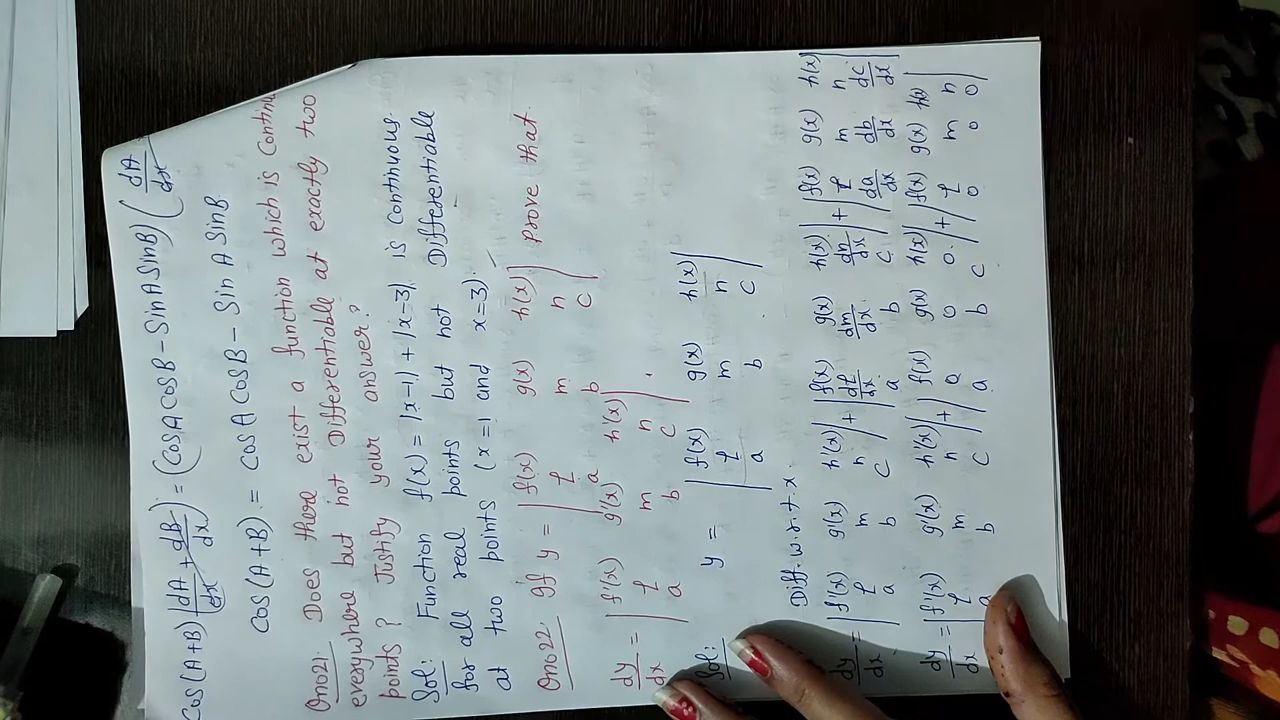 cos(A+B) (dA/dx + dB/dx) = (cosA cosB - sinA sinB) (dA/dx
cos(A+B) = cosA cosB - sinA sinB
Qno21. Does there exist a function which is
everywhere but not Differentiable at exactly two
points? Justify your answer?
Sol: Function f(x) = |x-1| + |x-3| is continuous
for all real points but not Differentiable
at two points (x=1 and x=3).
Qno22. If y = | f(x) g(x) h(x) | prove that
| l m n |
| a b c |
dy/dx = | f'(x) g'(x) h'(x) |
| l m n |
| a b c | .
Sol: y = | f(x) g(x) h(x) |
| l m n |
| a b c |
Diff. w.r.t x.
dy/dx = | f'(x) g'(x) h'(x) | + | f(x) g(x) h(x) | + | f(x) g(x) h(x) |
| l m n | | dl/dx dm/dx dn/dx | | l m n |
| a b c | | a b c | | da/dx db/dx dc/dx |
dy/dx = | f'(x) g'(x) h'(x) | + | f(x) g(x) h(x) | + | f(x) g(x) h(x) |
| l m n | | 0 0 0 | | l m n |
| a b c | | a b c | | 0 0 0 |